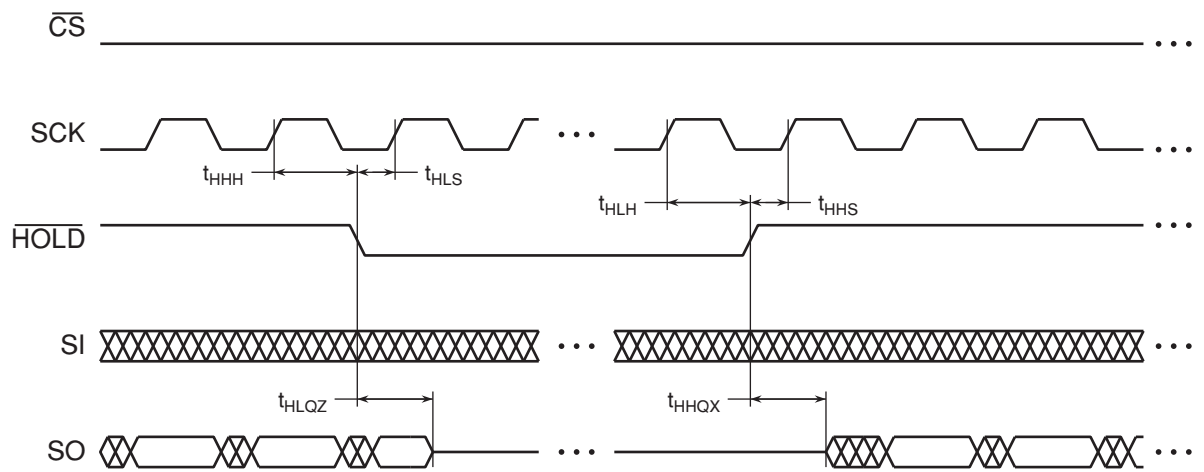 CS
SCK
tHHH
tHLS
tHLH
tHHS
HOLD
SI
tHLQZ
tHHQX
SO